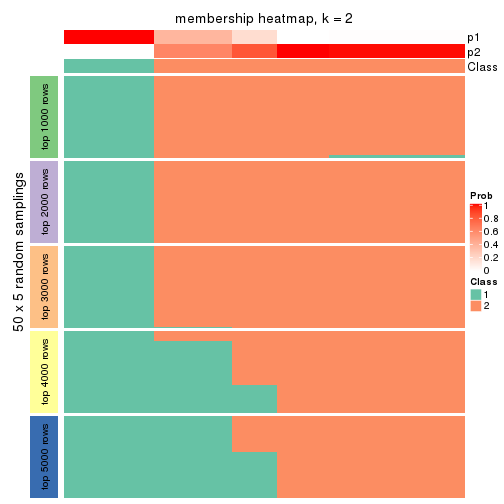 membership heatmap, k = 2
p1
p2
Class
50 x 5 random samplings
top 1000 rows
top 2000 rows
top 3000 rows
top 4000 rows
top 5000 rows
Prob
1
0.8
0.6
0.4
0.2
0
Class
1
2